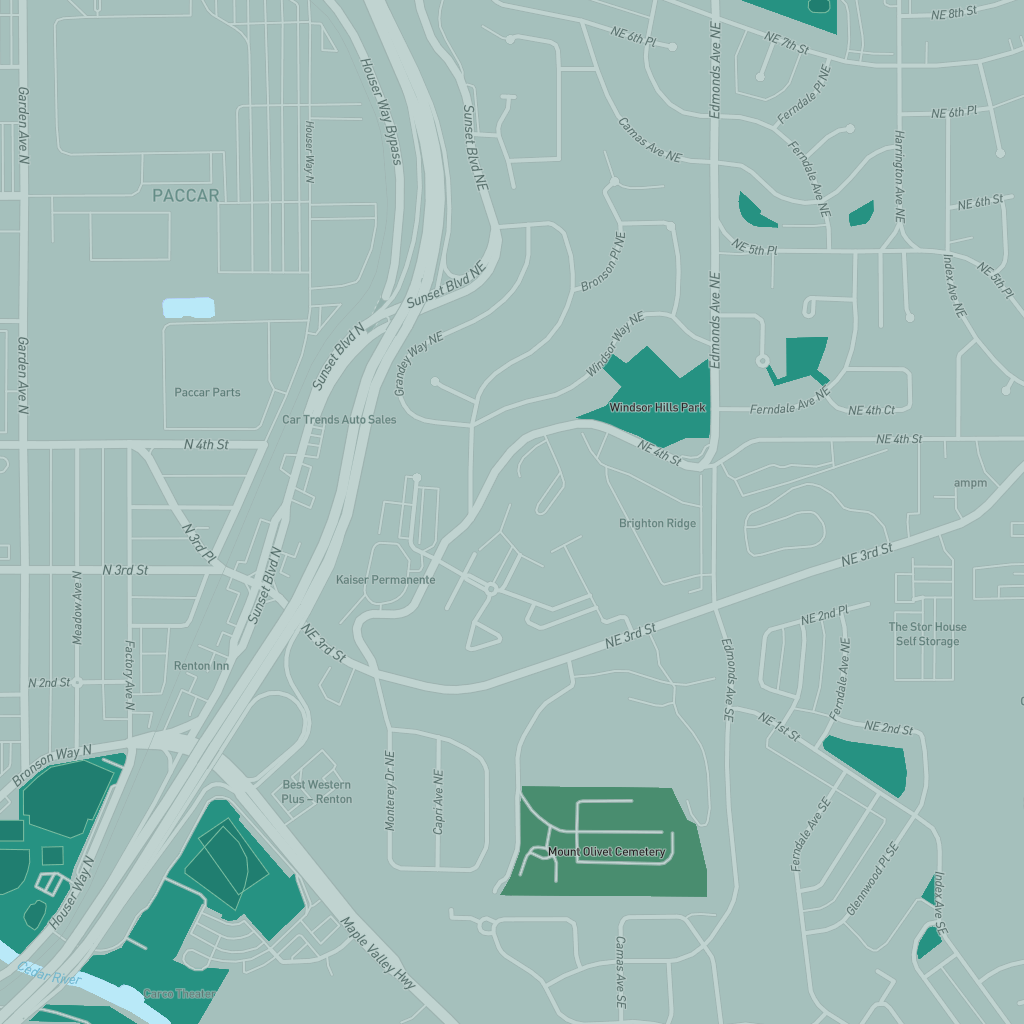 NE 8th St
NE 6th Pl
NE 7th St
Edmonds Ave NE
Houser Way Bypass
Garden Ave N
Ferndale Pl NE
NE 6th Pl
Sunset Blvd NE
Camas Ave NE
Houser Way N
Harrington Ave NE
Ferndale Ave NE
PACCAR
NE 6th St
NE 5th Pl
Bronson Pl NE
Sunset Blvd NE
NE 5th Pl
Index Ave NE
Edmonds Ave NE
Sunset Blvd N
Windsor Way NE
Grandey Way NE
Garden Ave N
Paccar Parts
Windsor Hills Park
Ferndale Ave NE
NE 4th Ct
Car Trends Auto Sales
N 4th St
NE 4th St
NE 4th St
ampm
Brighton Ridge
N 3rd Pl
NE 3rd St
N 3rd St
Kaiser Permanente
Sunset Blvd N
Meadow Ave N
NE 2nd Pl
The Stor House
Self Storage
NE 3rd St
NE 3rd St
Renton Inn
Factory Ave N
Edmonds Ave SE
Ferndale Ave NE
N 2nd St
NE 1st St
NE 2nd St
Bronson Way N
Best Western
Plus – Renton
Monterey Dr NE
Capri Ave NE
Mount Olivet Cemetery
Ferndale Ave SE
Glennwood Pl SE
Houser Way N
Index Ave SE
Maple Valley Hwy
Camas Ave SE
Cedar River
Carco Theater